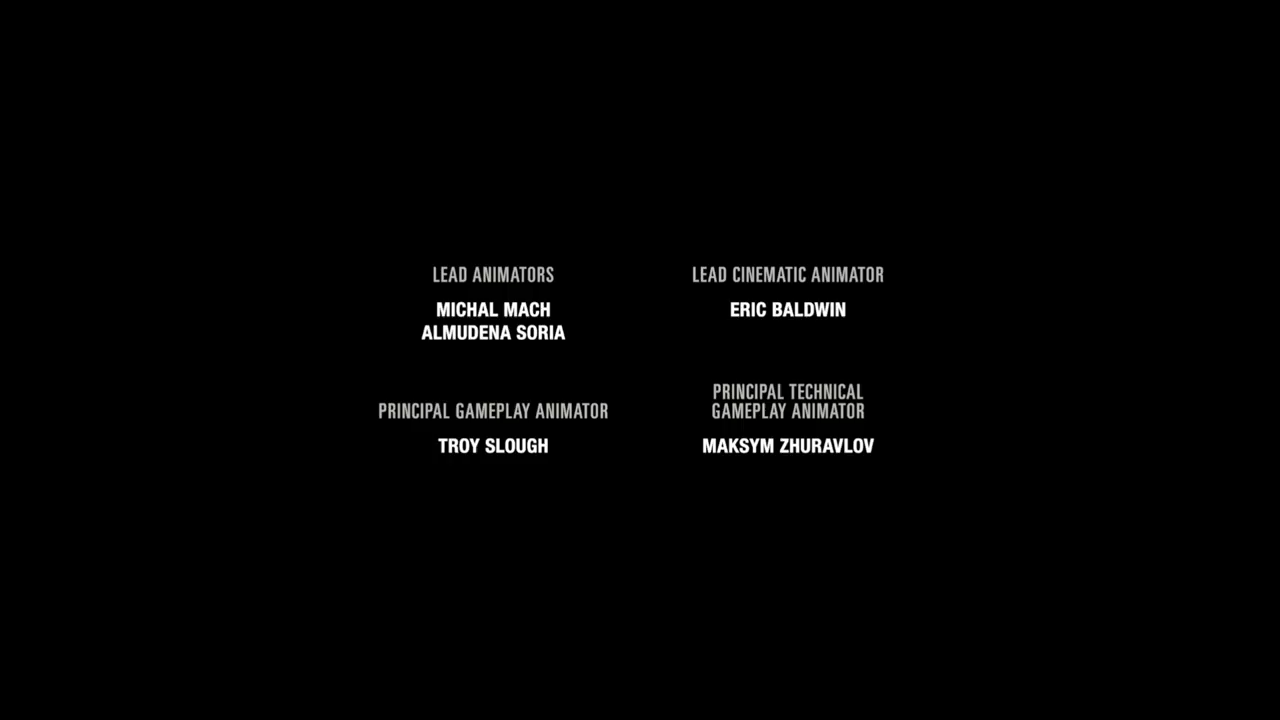 LEAD ANIMATORS
MICHAL MACH
ALMUDENA SORIA
LEAD CINEMATIC ANIMATOR
ERIC BALDWIN
PRINCIPAL GAMEPLAY ANIMATOR
TROY SLOUGH
PRINCIPAL TECHNICAL
GAMEPLAY ANIMATOR
MAKSYM ZHURAVLOV